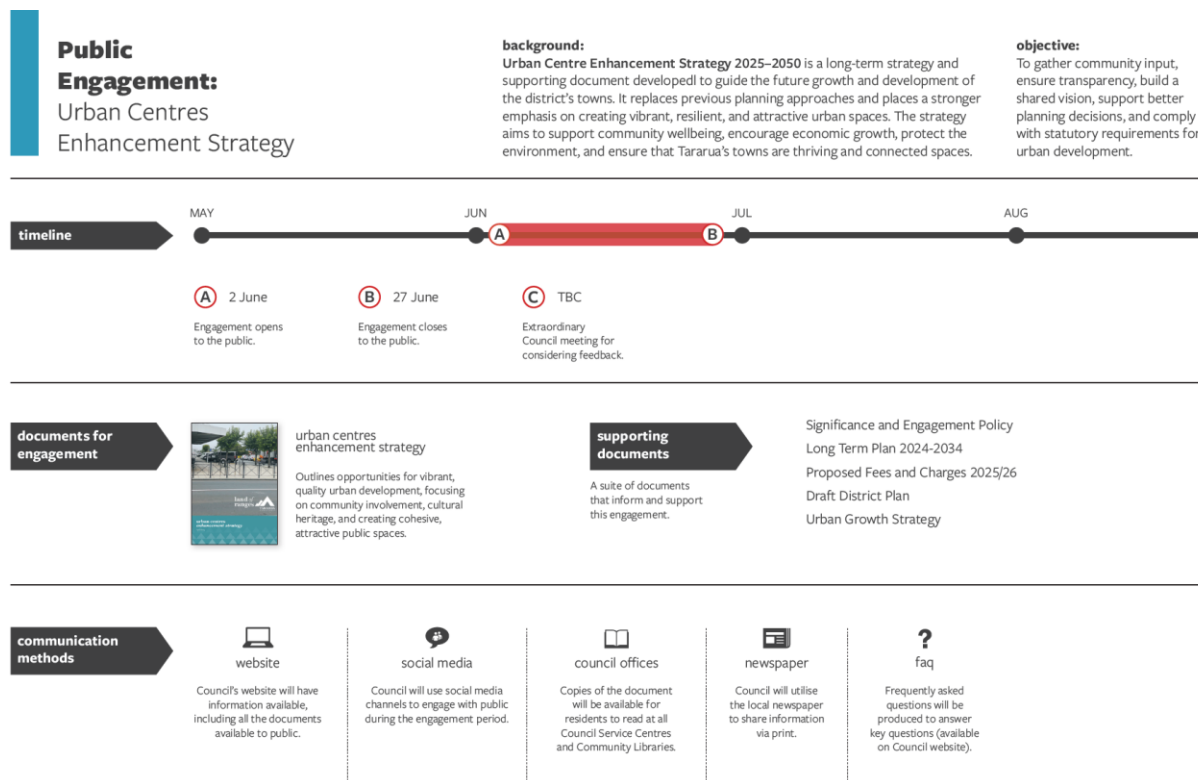 Public
Engagement:
Urban Centres
Enhancement Strategy
background:
Urban Centre Enhancement Strategy 2025–2050 is a long-term strategy and
supporting document developedl to guide the future growth and development of
the district's towns. It replaces previous planning approaches and places a stronger
emphasis on creating vibrant, resilient, and attractive urban spaces. The strategy
aims to support community wellbeing, encourage economic growth, protect the
environment, and ensure that Tararua's towns are thriving and connected spaces.
objective:
To gather community input,
ensure transparency, build a
shared vision, support better
planning decisions, and comply
with statutory requirements for
urban development.
timeline
MAY
JUN
JUL
AUG
A
B
A 2 June
Engagement opens
to the public.
B 27 June
Engagement closes
to the public.
C TBC
Extraordinary
Council meeting for
considering feedback.
documents for
engagement
urban centres
enhancement strategy
urban centres
enhancement strategy
Outlines opportunities for vibrant,
quality urban development, focusing
on community involvement, cultural
heritage, and creating cohesive,
attractive public spaces.
supporting
documents
A suite of documents
that inform and support
this engagement.
Significance and Engagement Policy
Long Term Plan 2024-2034
Proposed Fees and Charges 2025/26
Draft District Plan
Urban Growth Strategy
communication
methods
website
Council's website will have
information available,
including all the documents
available to public.
social media
Council will use social media
channels to engage with public
during the engagement period.
council offices
Copies of the document
will be available for
residents to read at all
Council Service Centres
and Community Libraries.
newspaper
Council will utilise
the local newspaper
to share information
via print.
?
faq
Frequently asked
questions will be
produced to answer
key questions (available
on Council website).